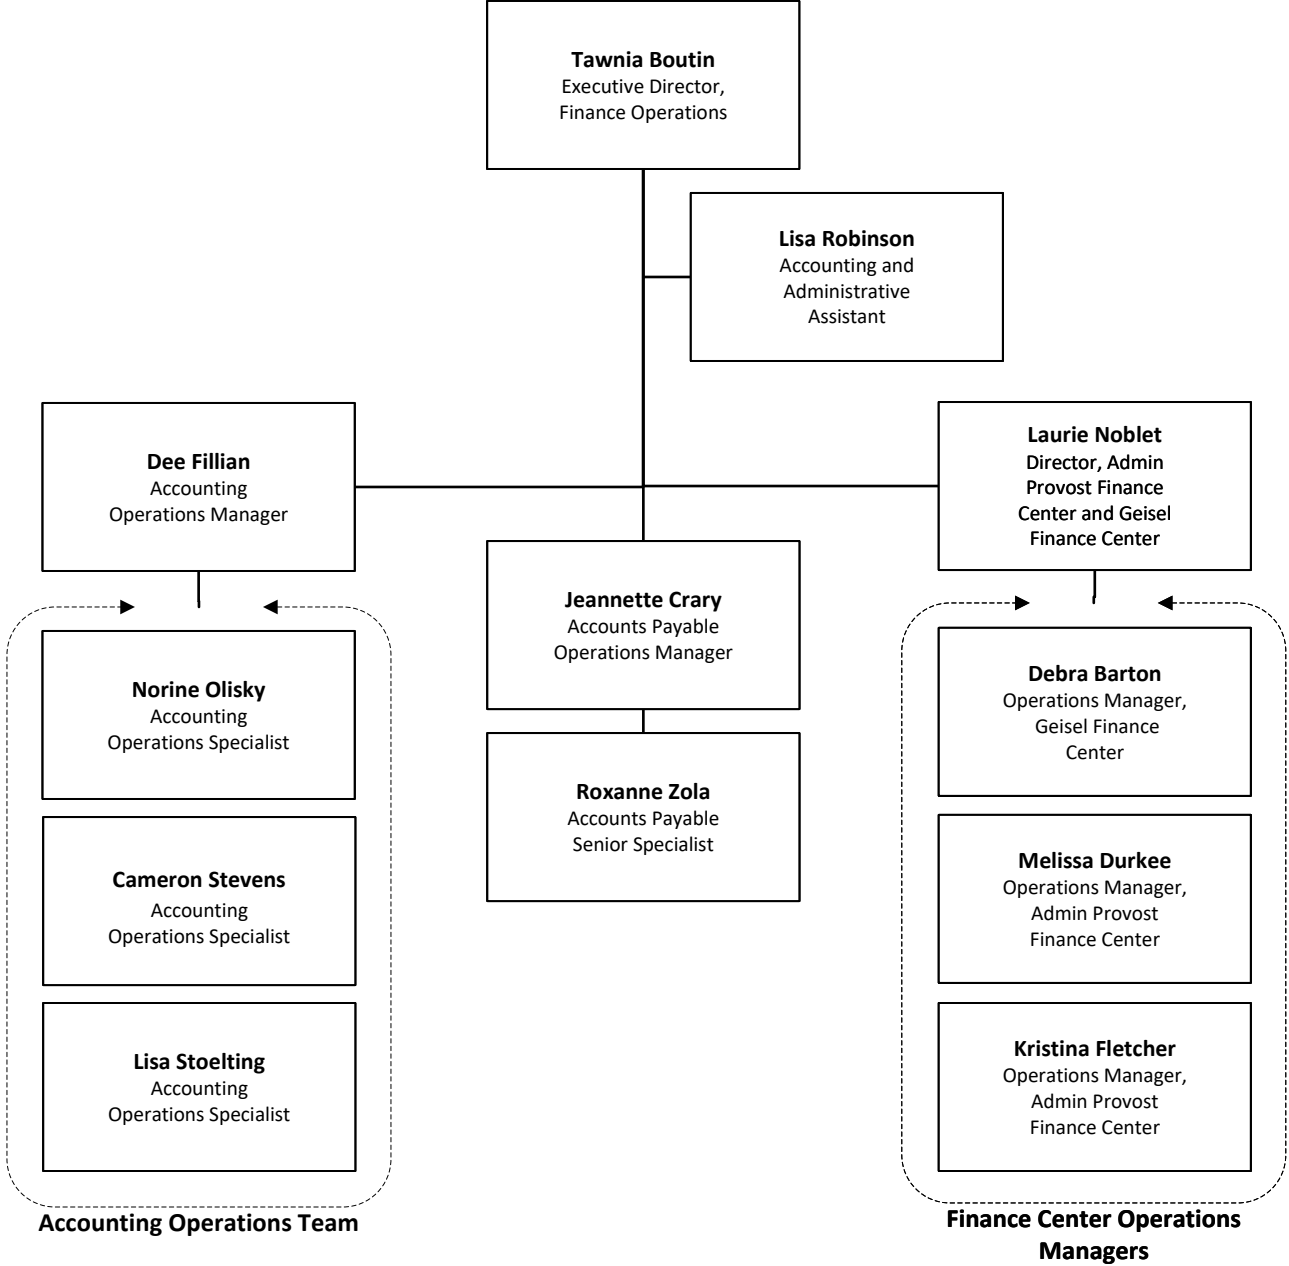 Tawnia Boutin
Executive Director,
Finance Operations
Lisa Robinson
Accounting and
Administrative
Assistant
Dee Fillian
Accounting
Operations Manager
Laurie Noblet
Director, Admin
Provost Finance
Center and Geisel
Finance Center
Jeannette Crary
Accounts Payable
Operations Manager
Roxanne Zola
Accounts Payable
Senior Specialist
Norine Olisky
Accounting
Operations Specialist
Cameron Stevens
Accounting
Operations Specialist
Lisa Stoelting
Accounting
Operations Specialist
Accounting Operations Team
Debra Barton
Operations Manager,
Geisel Finance
Center
Melissa Durkee
Operations Manager,
Admin Provost
Finance Center
Kristina Fletcher
Operations Manager,
Admin Provost
Finance Center
Finance Center Operations
Managers